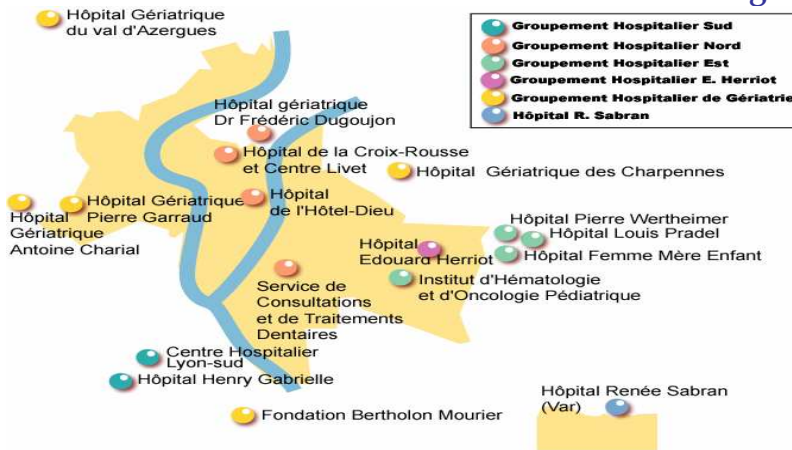 Hôpital Gériatrique
du val d'Azergues
g
Groupement Hospitalier Sud
Groupement Hospitalier Nord
Groupement Hospitalier Est
Groupement Hospitalier E. Herriot
Groupement Hospitalier de Gériatrie
Hôpital R. Sabran
Hôpital gériatrique
Dr Frédéric Dugoujon
Hôpital de la Croix-Rousse
et Centre Livet
Hôpital Gériatrique des Charpennes
Hôpital Gériatrique
Pierre Garraud
Hôpital
de l'Hôtel-Dieu
Hôpital
Gériatrique
Antoine Charial
Hôpital Pierre Wertheimer
Hôpital Louis Pradel
Hôpital Femme Mère Enfant
Hôpital
Edouard Herriot
Institut d'Hématologie
et d'Oncologie Pédiatrique
Service de
Consultations
et de Traitements
Dentaires
Centre Hospitalier
Lyon-sud
Hôpital Henry Gabrielle
Fondation Bertholon Mourier
Hôpital Renée Sabran
(Var)